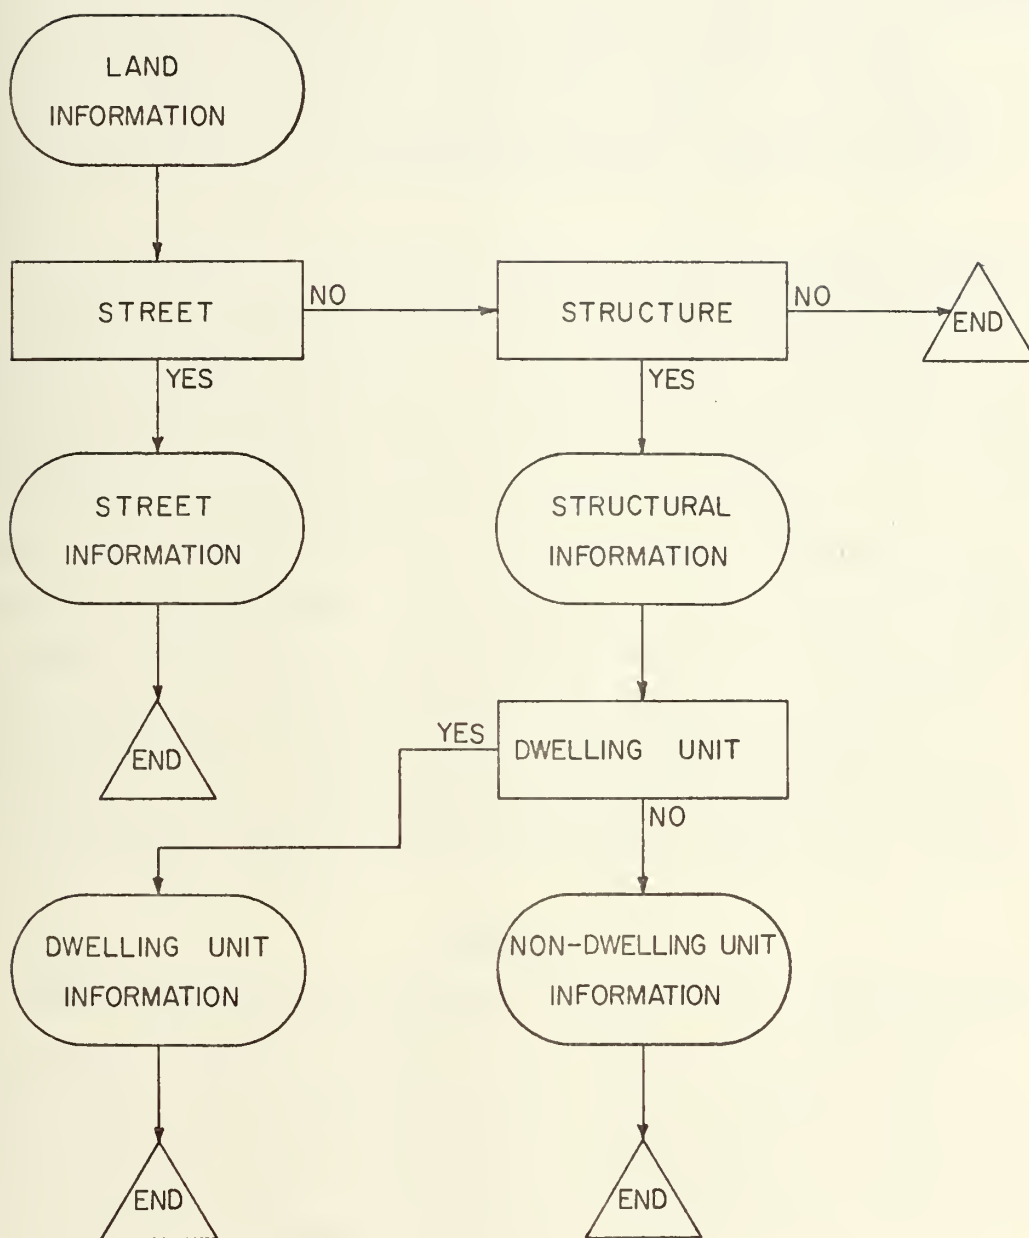 LAND
INFORMATION
STREET
NO
STRUCTURE
NO
END
YES
YES
STREET
INFORMATION
STRUCTURAL
INFORMATION
END
YES
DWELLING UNIT
NO
DWELLING UNIT
INFORMATION
NON-DWELLING UNIT
INFORMATION
END
END